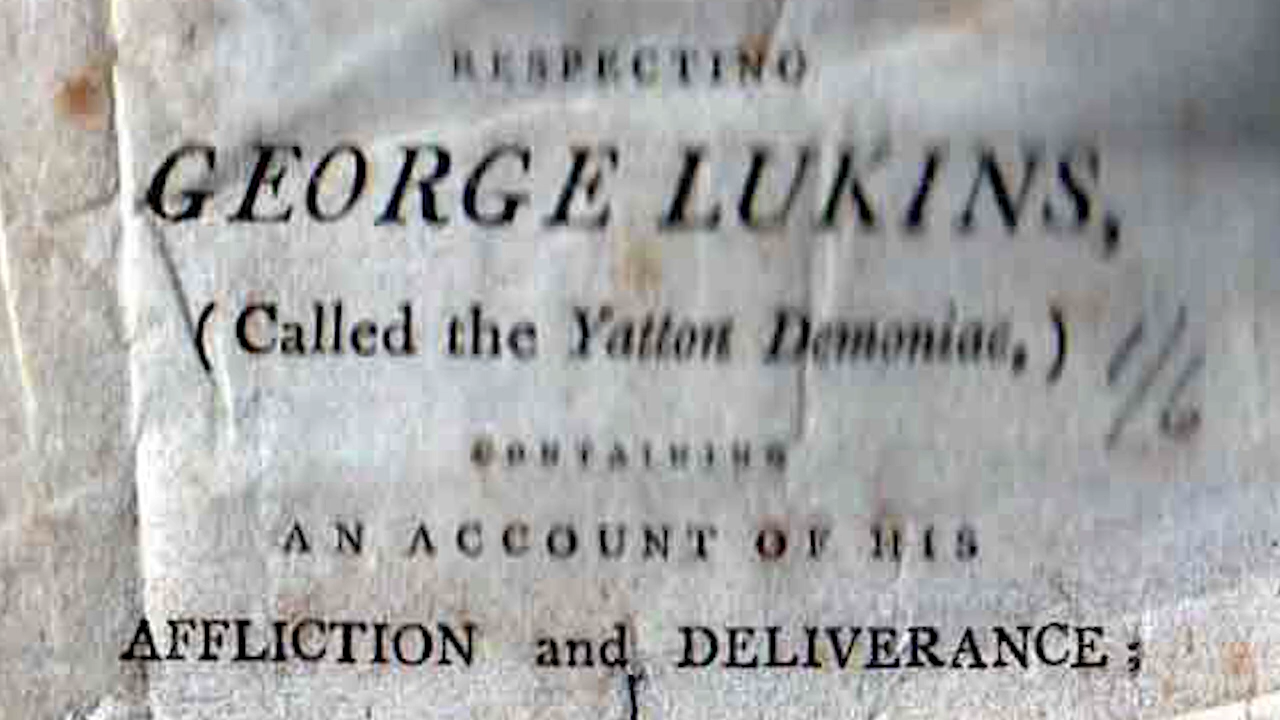 RESPECTING
GEORGE LUKINS,
(Called the Yatton Demoniac,)
CONTAINING
AN ACCOUNT OF HIS
AFFLICTION and DELIVERANCE;